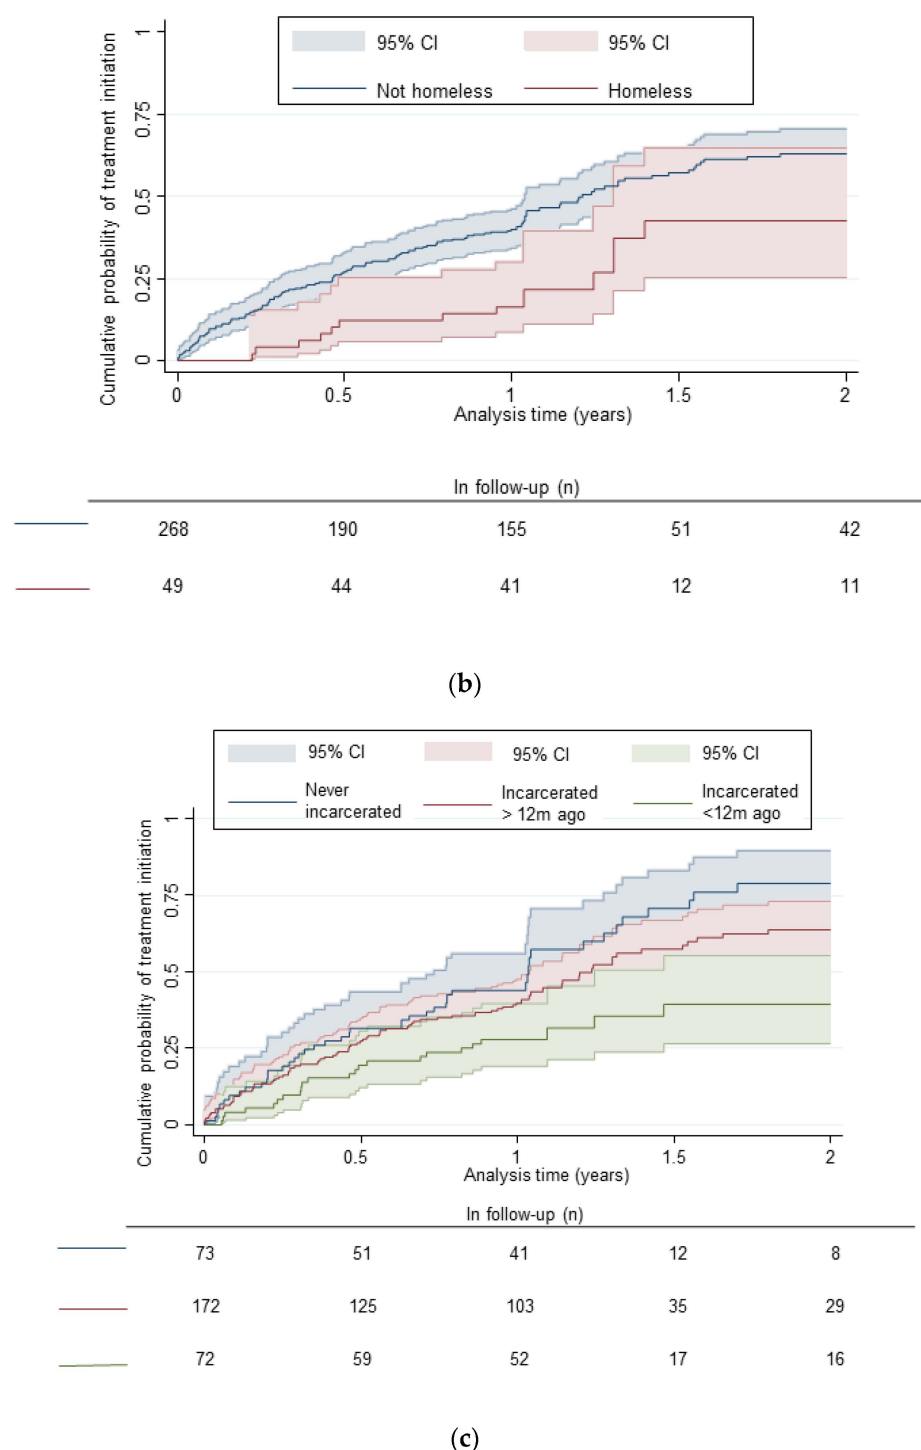 95% CI 95% CI
Not homeless Homeless
Cumulative probability of treatment initiation
1
0.75
0.5
0.25
0
0 0.5 1 1.5 2
Analysis time (years)
In follow-up (n)
268 190 155 51 42
49 44 41 12 11
(b)
95% CI 95% CI 95% CI
Never Incarcerated Incarcerated
incarcerated > 12m ago <12m ago
Cumulative probability of treatment initiation
1
0.75
0.5
0.25
0
0 0.5 1 1.5 2
Analysis time (years)
In follow-up (n)
73 51 41 12 8
172 125 103 35 29
72 59 52 17 16
(c)